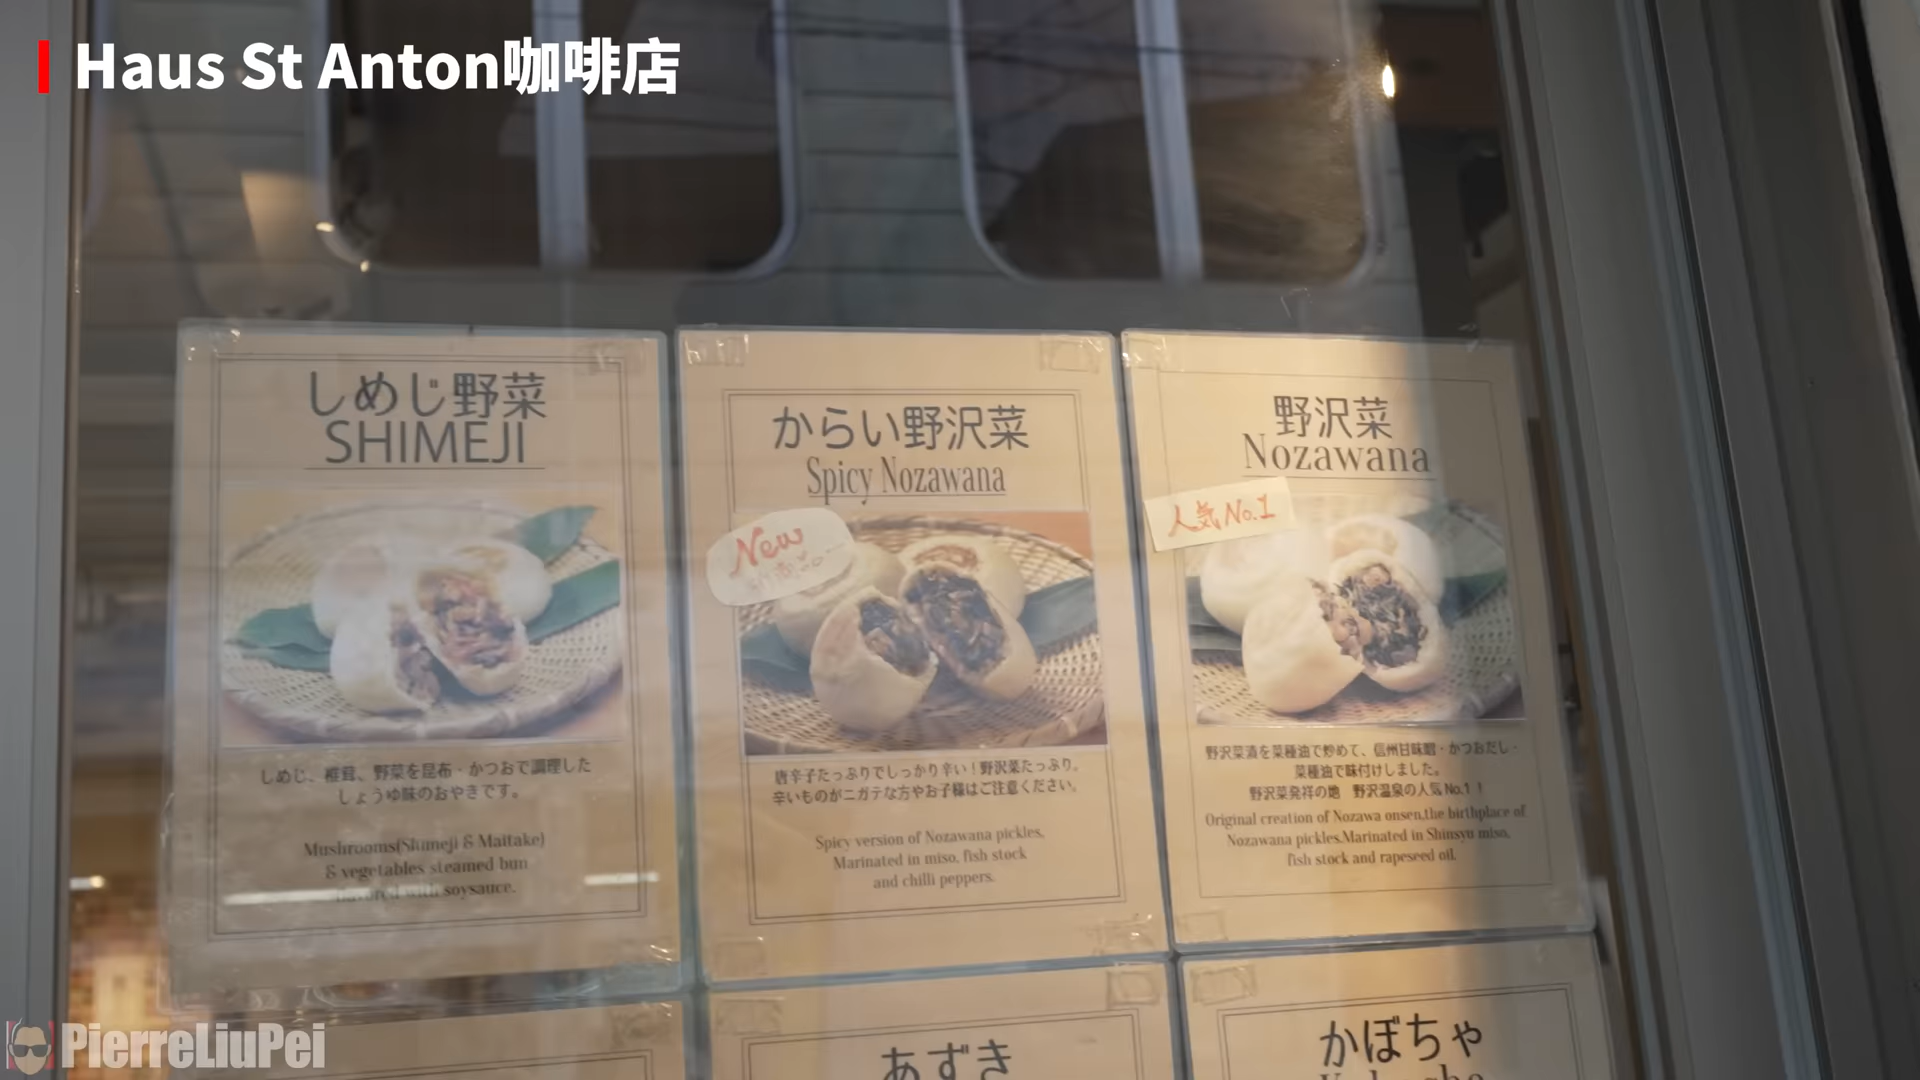 Haus St Anton咖啡店
しめじ野菜
SHIMEJI
しめじ、椎茸、野菜を昆布・かつおで調理した
しょうゆ味のおやきです。
Mushrooms(Shimeji & Maitake)
& vegetables steamed bun
flavored with soysauce.
からい野沢菜
Spicy Nozawana
New
唐辛子たっぷりでしっかり辛い！野沢菜たっぷり。
辛いものがニガテな方やお子様はご注意ください。
Spicy version of Nozawana pickles,
Marinated in miso, fish stock
and chilli peppers.
野沢菜
Nozawana
人気No.1
野沢菜漬を菜種油で炒めて、信州甘味噌・かつおだし・
菜種油で味付けしました。
野沢菜発祥の地 野沢温泉の人気No.1！
Original creation of Nozawa onsen,the birthplace of
Nozawana pickles.Marinated in Shinsyu miso,
fish stock and rapeseed oil.
あずき
かぼちゃ
PierreLiuPei